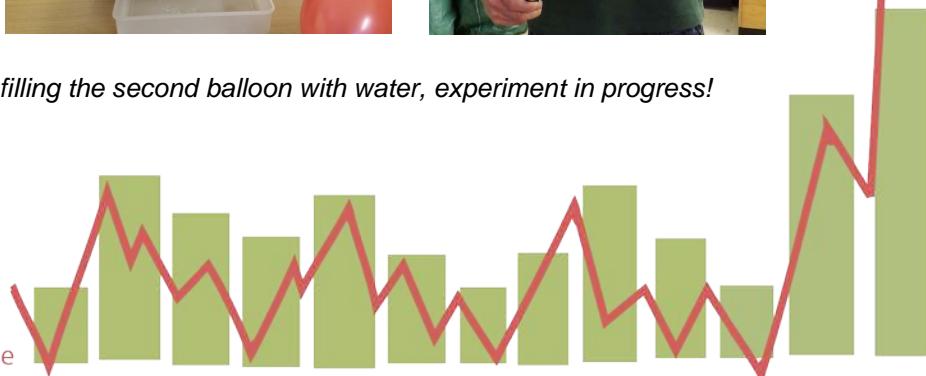 filling the second balloon with water, experiment in progress!
e